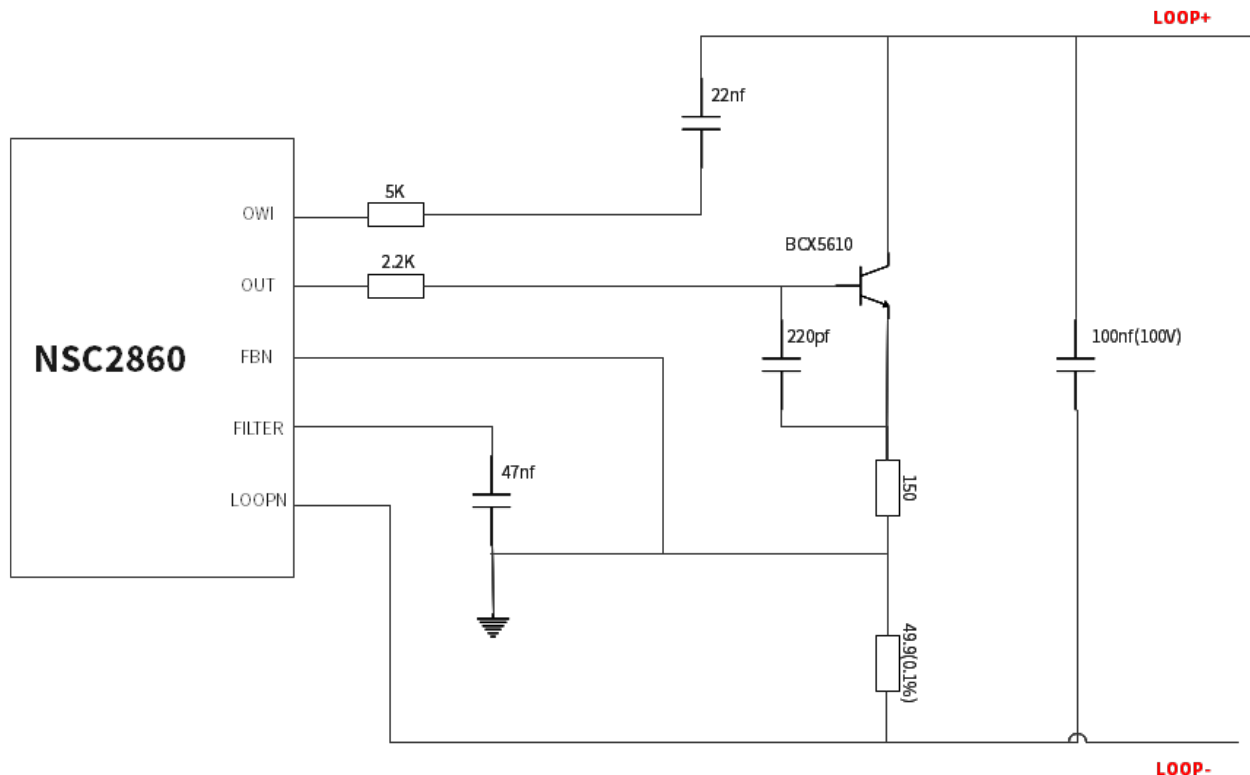 LOOP+
22nf
5K
OWI
BCX5610
2.2K
OUT
220pf
100nf(100V)
NSC2860
FBN
FILTER
47nf
150
LOOPN
49.9(0.1%)
LOOP-